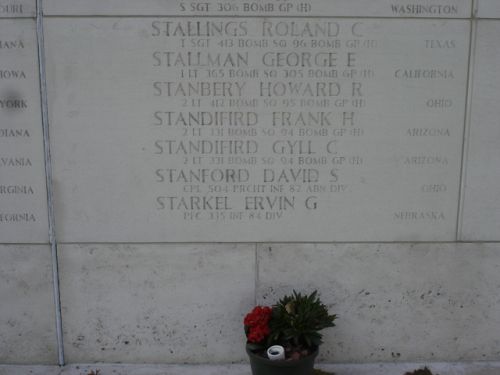 OURI
S SGT 306 BOMB GP (H) WASHINGTON
STALLINGS ROLAND C
IANA
T SGT 413 BOMB SQ 96 BOMB GP (H) TEXAS
STALLMAN GEORGE E
IOWA
1 LT 365 BOMB SQ 305 BOMB GP (H) CALIFORNIA
STANBERY HOWARD R
YORK
2 LT 412 BOMB SQ 95 BOMB GP (H) OHIO
STANDIFIRD FRANK H
DIANA
2 LT 331 BOMB SQ 94 BOMB GP (H) ARIZONA
STANDIFIRD GYLL C
VANIA
2 LT 331 BOMB SQ 94 BOMB GP (H) ARIZONA
STANFORD DAVID S
RGINIA
CPL 504 PRCHT INF 82 ABN DIV OHIO
STARKEL ERVIN G
FORNIA
PFC 335 INF 84 DIV NEBRASKA